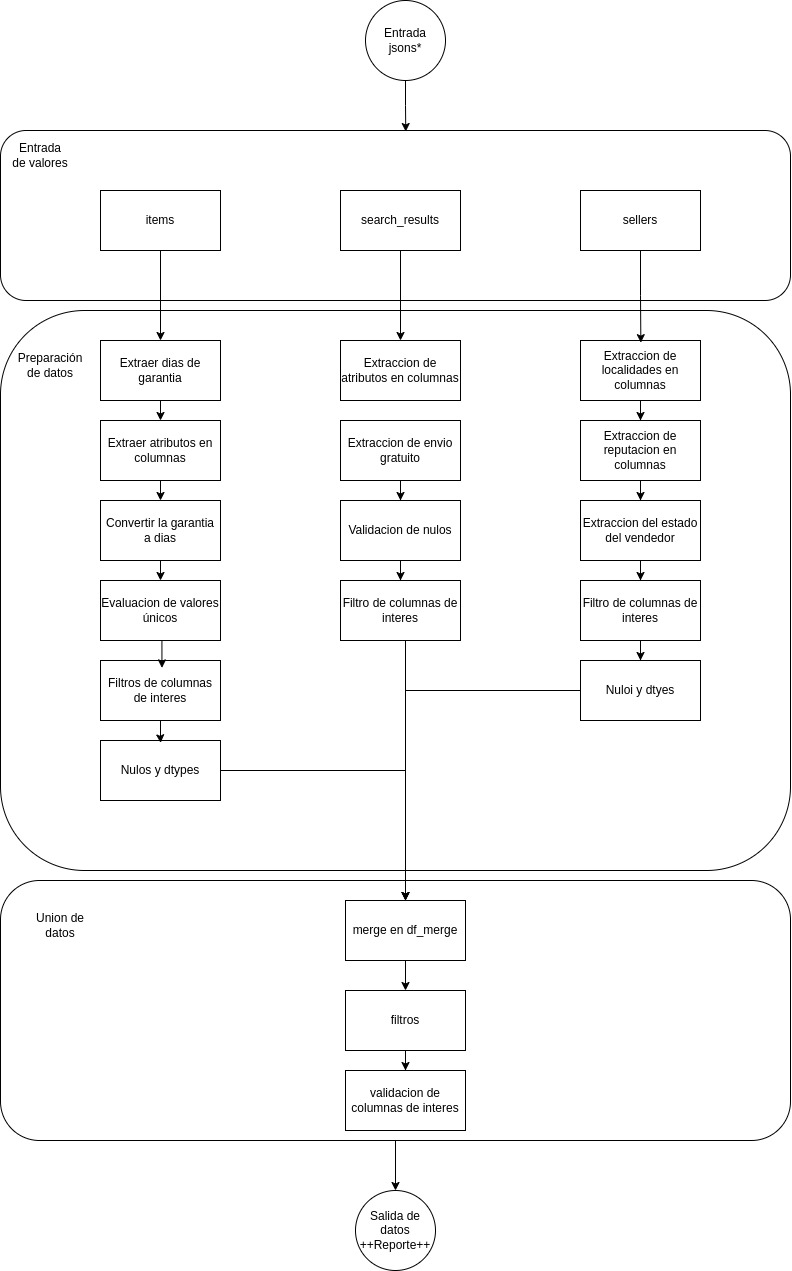 Entrada
jsons*
Entrada
de valores
items
search_results
sellers
Preparación
de datos
Extraer dias de
garantia
Extraccion de
atributos en columnas
Extraccion de
localidades en
columnas
Extraer atributos en
columnas
Extraccion de envio
gratuito
Extraccion de
reputacion en
columnas
Convertir la garantia
a dias
Validacion de nulos
Extraccion del estado
del vendedor
Evaluacion de valores
únicos
Filtro de columnas de
interes
Filtro de columnas de
interes
Filtros de columnas
de interes
Nuloi y dtyes
Nulos y dtypes
Union de
datos
merge en df_merge
filtros
validacion de
columnas de interes
Salida de
datos
++Reporte++